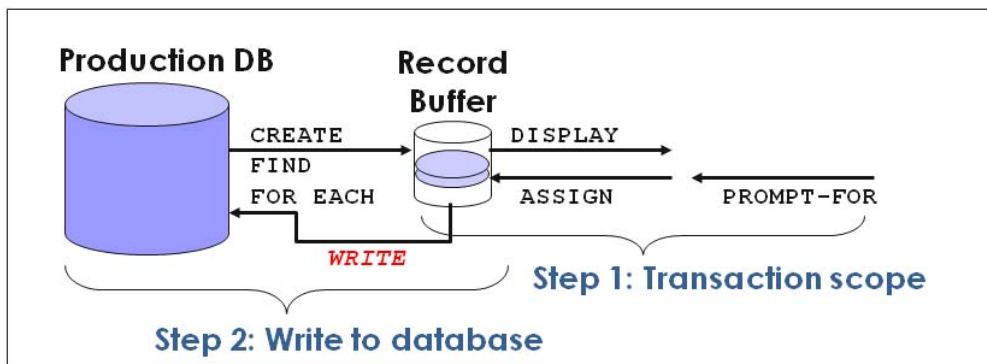 Production DB
Record
Buffer
CREATE
DISPLAY
FIND
FOR EACH
ASSIGN
PROMPT-FOR
WRITE
Step 1: Transaction scope
Step 2: Write to database